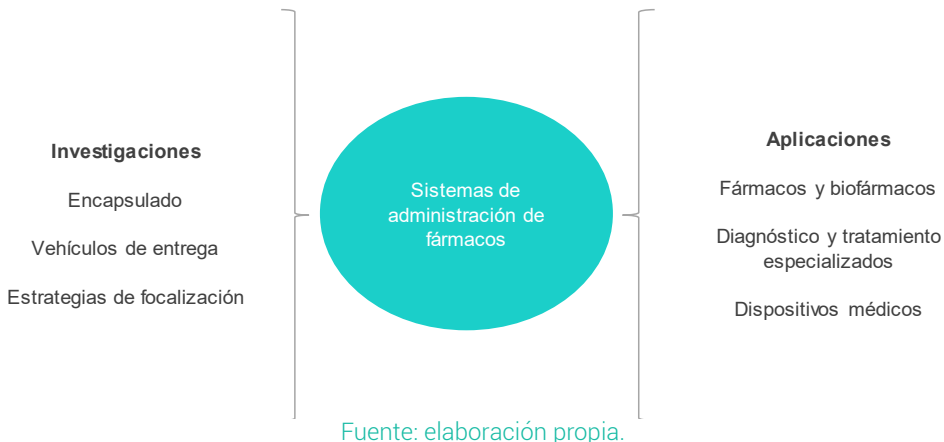 Investigaciones
Encapsulado
Vehículos de entrega
Estrategias de focalización
Sistemas de
administración de
fármacos
Aplicaciones
Fármacos y biofármacos
Diagnóstico y tratamiento
especializados
Dispositivos médicos
Fuente: elaboración propia.